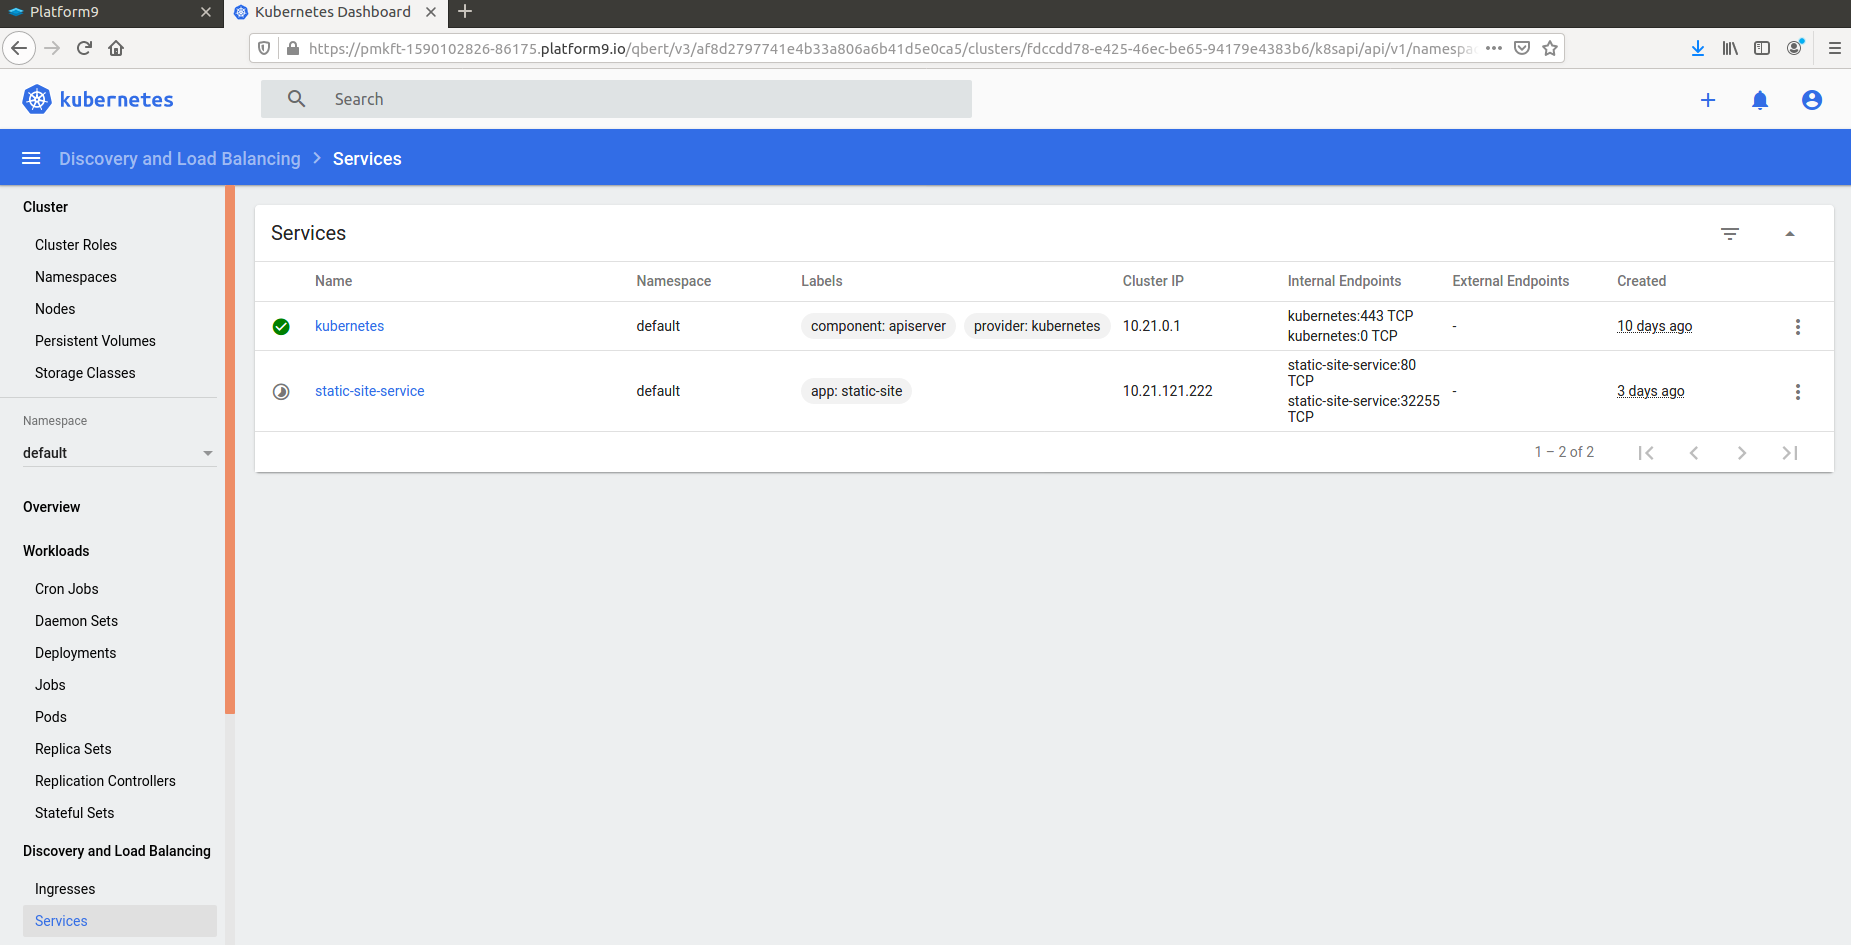 Platform9
Kubernetes Dashboard
https://pmkft-1590102826-86175.platform9.io/qbert/v3/af8d2797741e4b33a806a6b41d5e0ca5/clusters/fdccdd78-e425-46ec-be65-94179e4383b6/k8sapi/api/v1/namespa
kubernetes
Search
Discovery and Load Balancing > Services
Cluster
Cluster Roles
Namespaces
Nodes
Persistent Volumes
Storage Classes
Namespace
default
Overview
Workloads
Cron Jobs
Daemon Sets
Deployments
Jobs
Pods
Replica Sets
Replication Controllers
Stateful Sets
Discovery and Load Balancing
Ingresses
Services
Services
Name Namespace Labels Cluster IP Internal Endpoints External Endpoints Created
kubernetes default component: apiserver provider: kubernetes 10.21.0.1 kubernetes:443 TCP - 10 days ago
kubernetes:0 TCP
static-site-service default app: static-site 10.21.121.222 static-site-service:80 - 3 days ago
TCP
static-site-service:32255
TCP
1 – 2 of 2